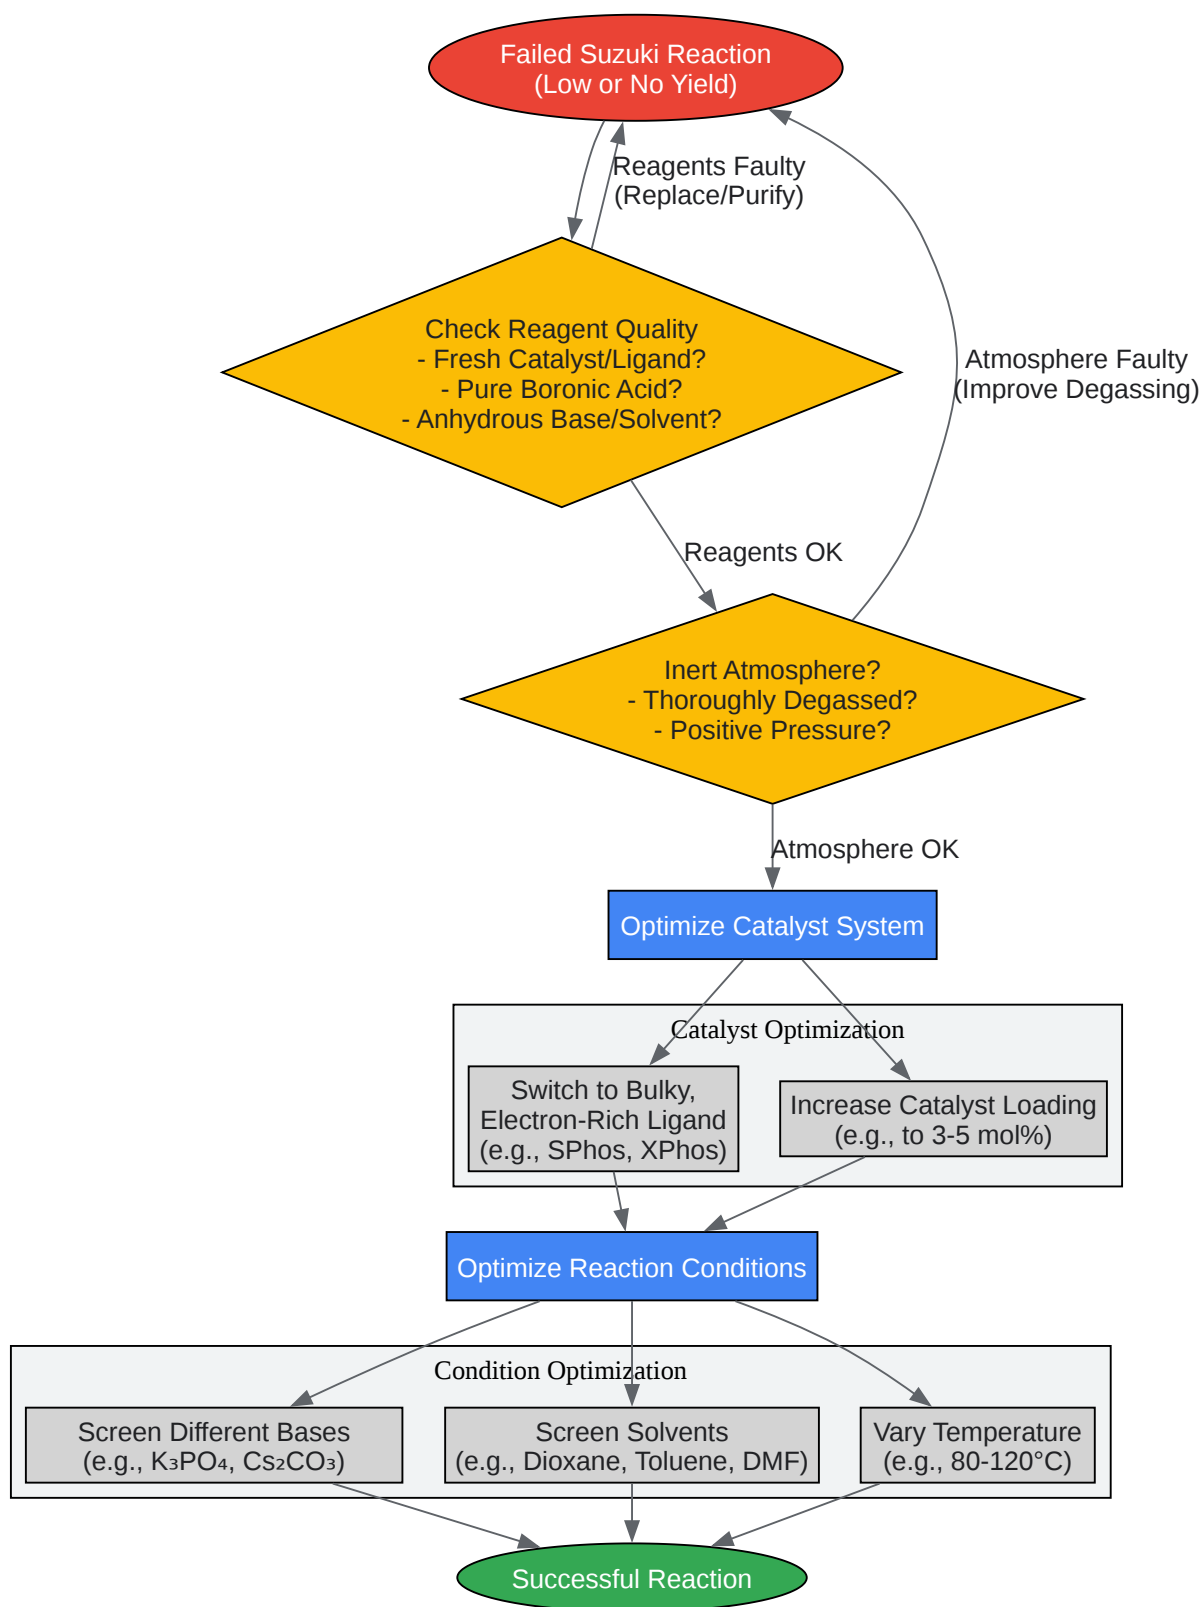 Failed Suzuki Reaction
(Low or No Yield)
Reagents Faulty
(Replace/Purify)
Check Reagent Quality
- Fresh Catalyst/Ligand?
- Pure Boronic Acid?
- Anhydrous Base/Solvent?
Atmosphere Faulty
(Improve Degassing)
Reagents OK
Inert Atmosphere?
- Thoroughly Degassed?
- Positive Pressure?
Atmosphere OK
Optimize Catalyst System
Catalyst Optimization
Switch to Bulky,
Electron-Rich Ligand
(e.g., SPhos, XPhos)
Increase Catalyst Loading
(e.g., to 3-5 mol%)
Optimize Reaction Conditions
Condition Optimization
Screen Different Bases
(e.g., K₃PO₄, Cs₂CO₃)
Screen Solvents
(e.g., Dioxane, Toluene, DMF)
Vary Temperature
(e.g., 80-120°C)
Successful Reaction